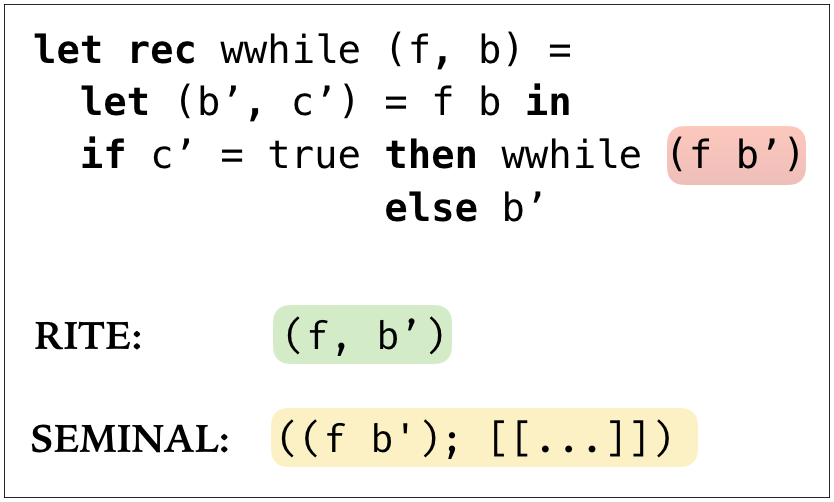 let rec wwhile (f, b) =
let (b’, c’) = f b in
if c’ = true then wwhile (f b’)
else b’
RITE: (f, b’)
SEMINAL: ((f b'); [[...]])